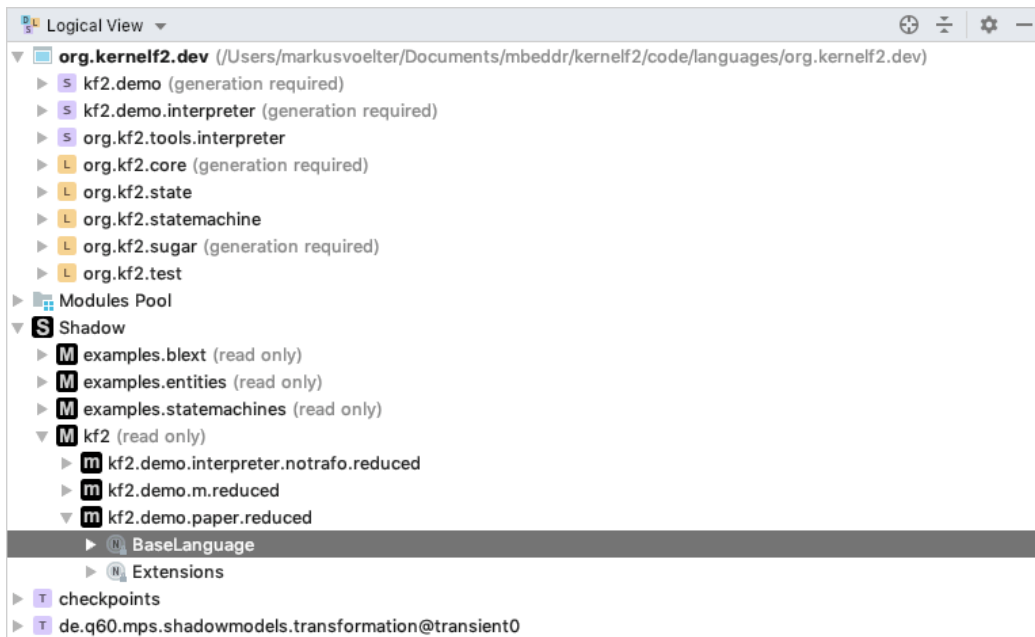 Logical View
org.kernelf2.dev (/Users/markusvoelter/Documents/mbeddr/kernelf2/code/languages/org.kernelf2.dev)
S kf2.demo (generation required)
S kf2.demo.interpreter (generation required)
S org.kf2.tools.interpreter
L org.kf2.core (generation required)
L org.kf2.state
L org.kf2.statemachine
L org.kf2.sugar (generation required)
L org.kf2.test
Modules Pool
S Shadow
M examples.blext (read only)
M examples.entities (read only)
M examples.statemachines (read only)
M kf2 (read only)
m kf2.demo.interpreter.notrafo.reduced
m kf2.demo.m.reduced
m kf2.demo.paper.reduced
N BaseLanguage
N Extensions
T checkpoints
T de.q60.mps.shadowmodels.transformation@transient0